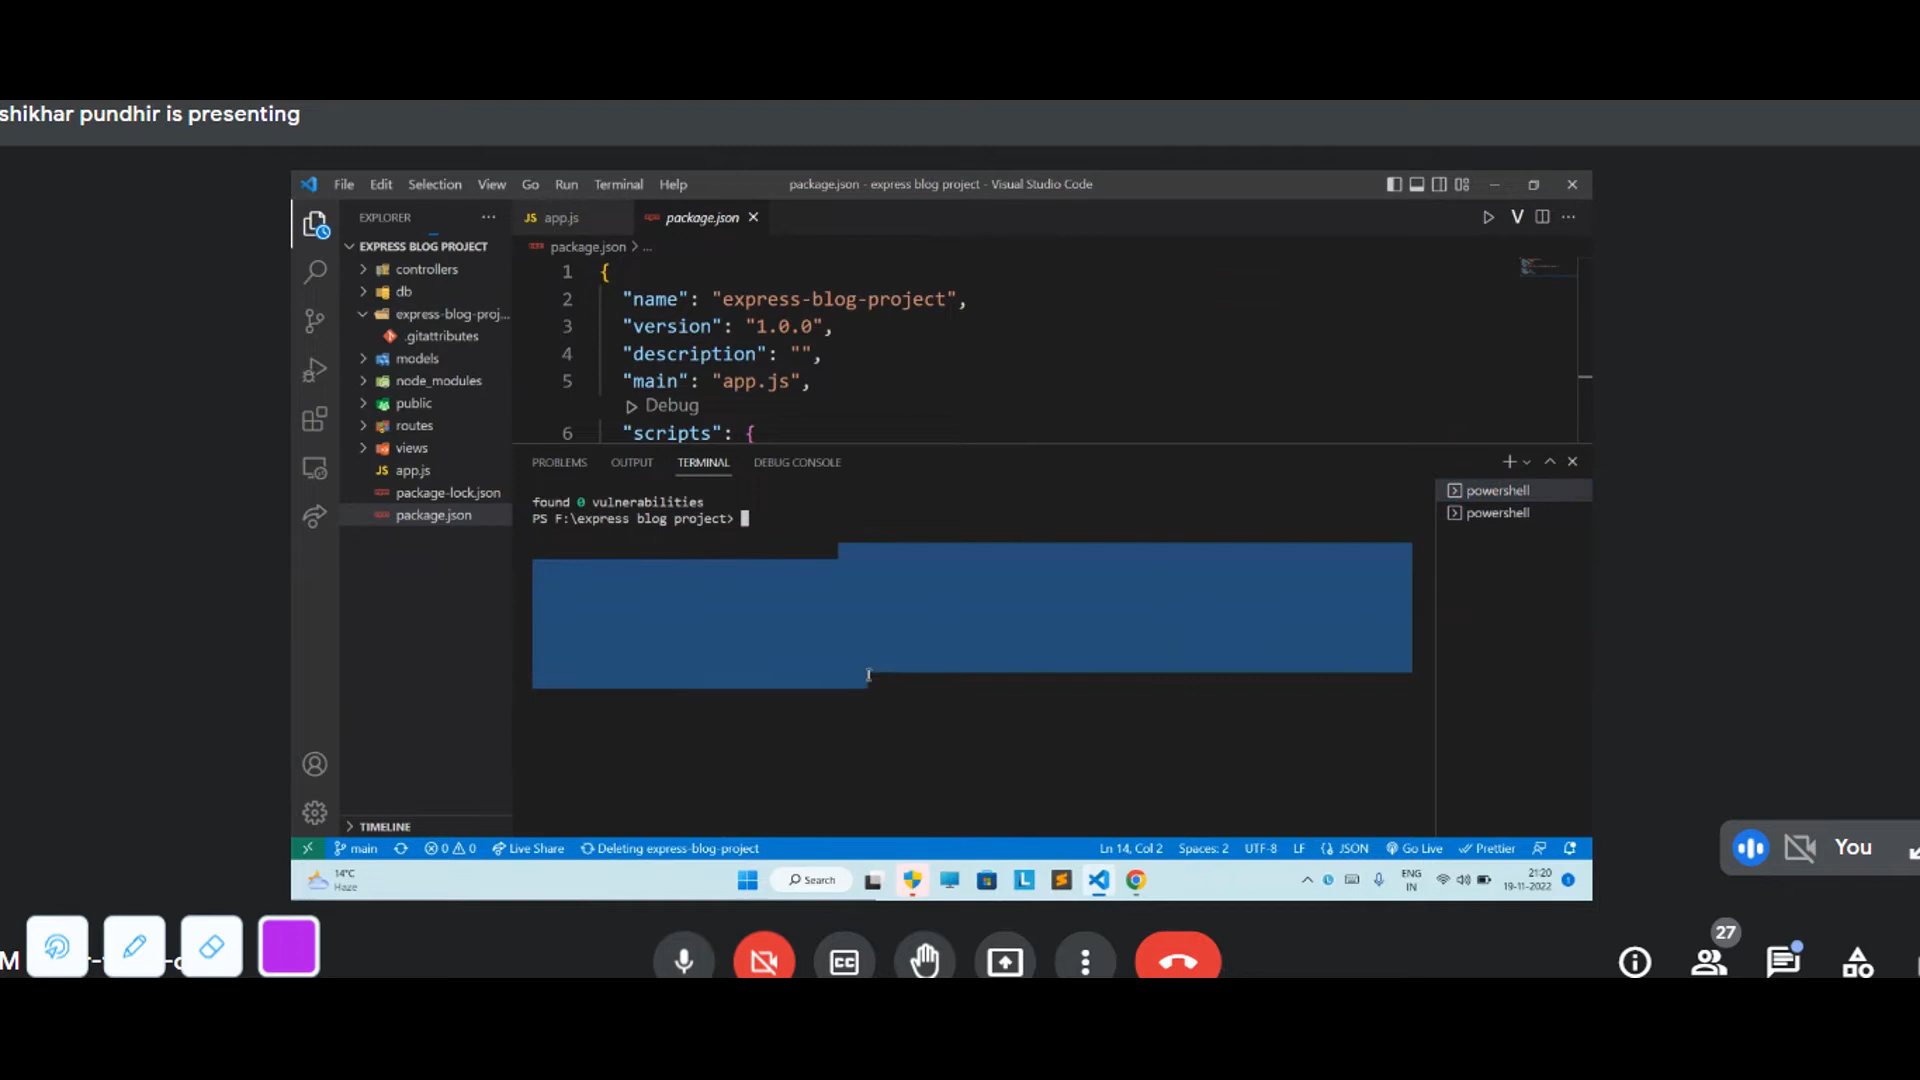 shikhar pundhir is presenting
File Edit Selection View Go Run Terminal Help package.json - express blog project - Visual Studio Code
EXPLORER
JS app.js
package.json
EXPRESS BLOG PROJECT
controllers
db
express-blog-proj...
.gitattributes
models
node_modules
public
routes
views
JS app.js
package-lock.json
package.json
TIMELINE
package.json > ...
1 {
2 "name": "express-blog-project",
3 "version": "1.0.0",
4 "description": "",
5 "main": "app.js",
Debug
6 "scripts": {
PROBLEMS OUTPUT TERMINAL DEBUG CONSOLE
found 0 vulnerabilities
PS F:\express blog project>
powershell
powershell
main 0 0 Live Share Deleting express-blog-project Ln 14, Col 2 Spaces: 2 UTF-8 LF {} JSON Go Live Prettier
14°C
Haze
Search
ENG
IN
21:20
19-11-2022
You
27